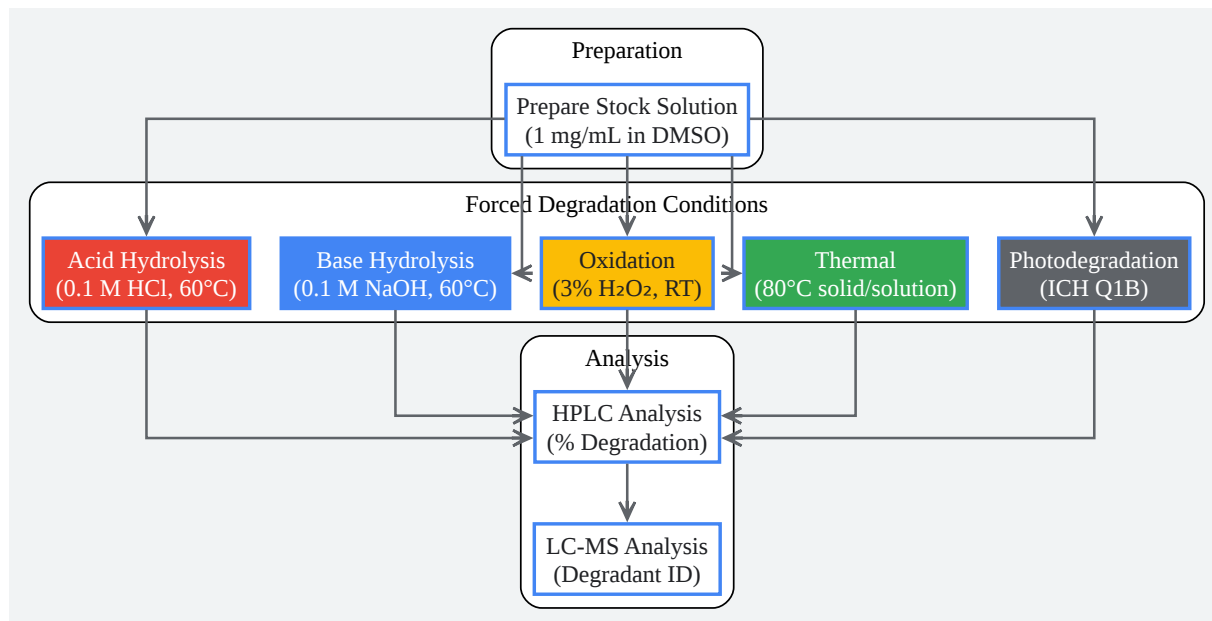 Preparation
Prepare Stock Solution
(1 mg/mL in DMSO)
Forced Degradation Conditions
Acid Hydrolysis
(0.1 M HCl, 60°C)
Base Hydrolysis
(0.1 M NaOH, 60°C)
Oxidation
(3% H₂O₂, RT)
Thermal
(80°C solid/solution)
Photodegradation
(ICH Q1B)
Analysis
HPLC Analysis
(% Degradation)
LC-MS Analysis
(Degradant ID)